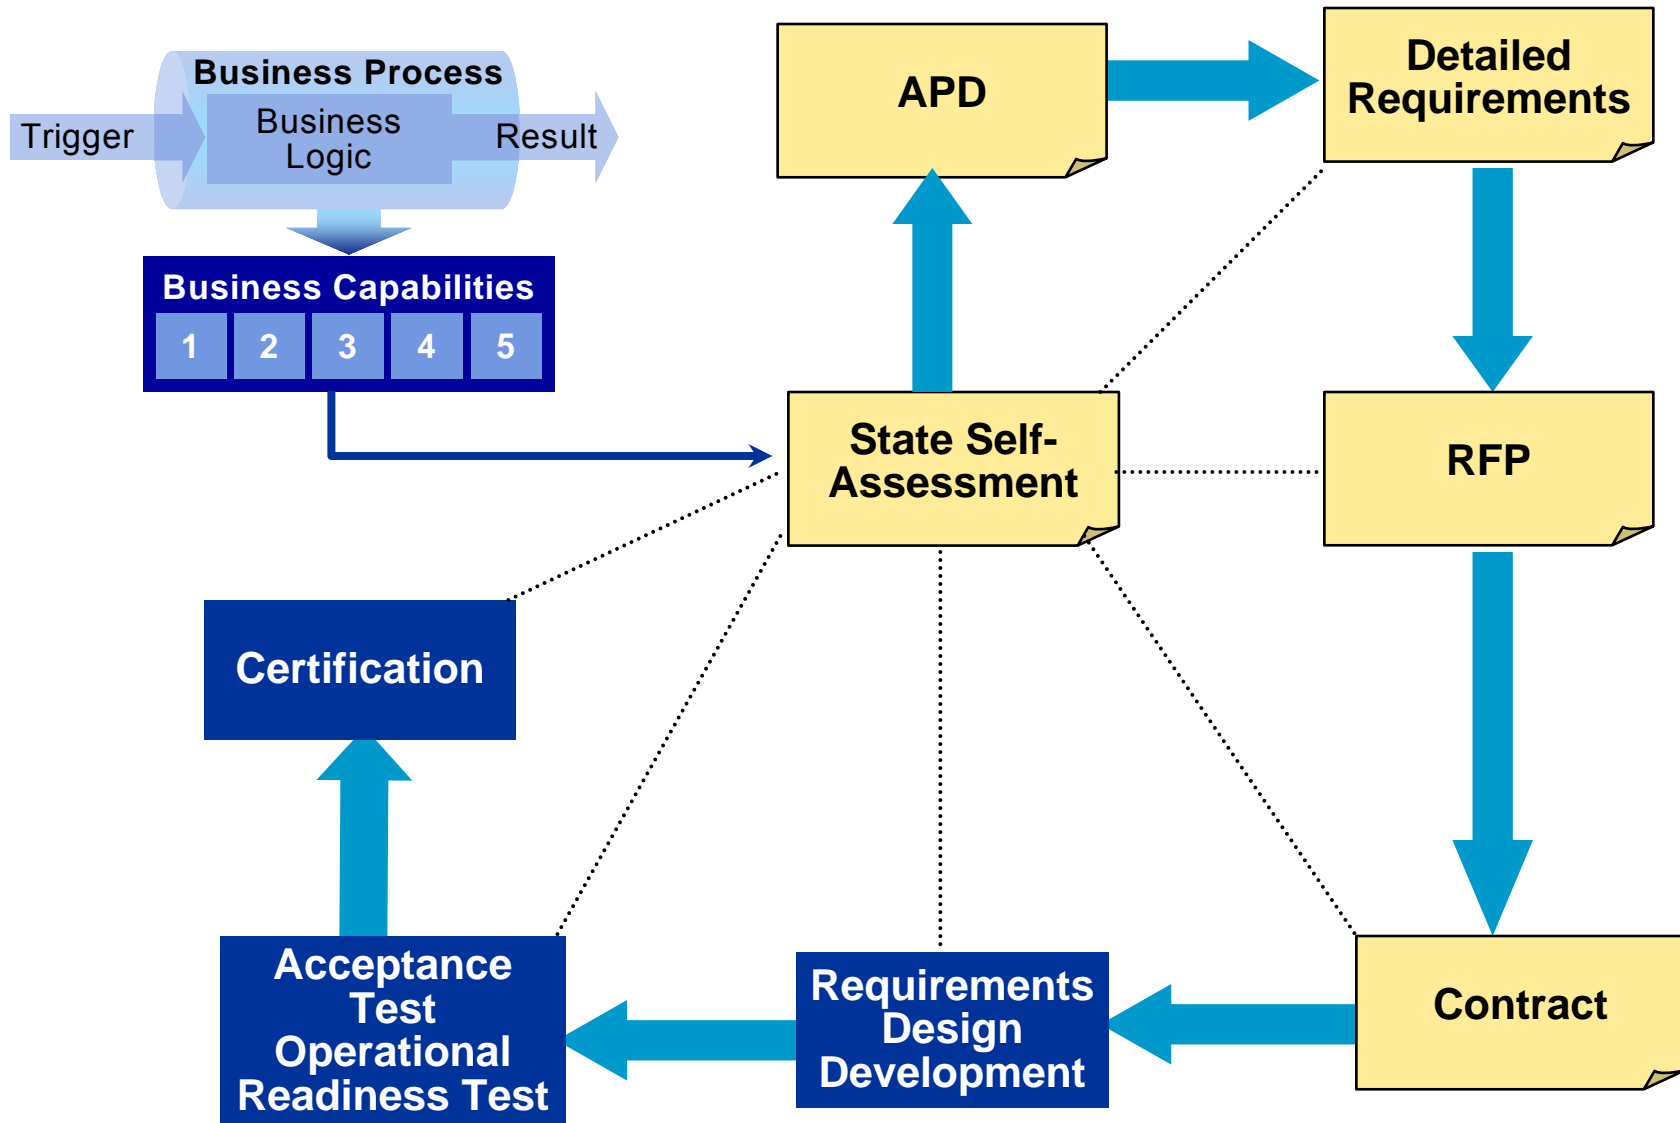 Business Process
Trigger
Business
Logic
Result
Business Capabilities
1 2 3 4 5
APD
Detailed
Requirements
State Self-
Assessment
RFP
Certification
Acceptance
Test
Operational
Readiness Test
Requirements
Design
Development
Contract